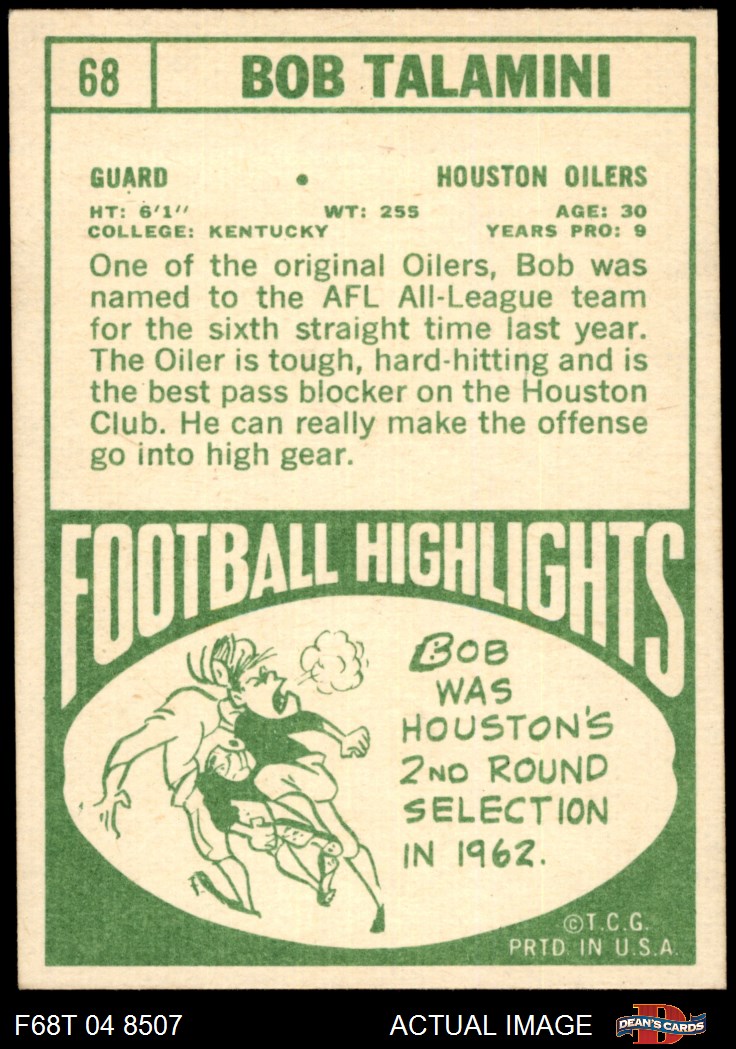 68 BOB TALAMINI
GUARD • HOUSTON OILERS
HT: 6'1" WT: 255 AGE: 30
COLLEGE: KENTUCKY YEARS PRO: 9
One of the original Oilers, Bob was
named to the AFL All-League team
for the sixth straight time last year.
The Oiler is tough, hard-hitting and is
the best pass blocker on the Houston
Club. He can really make the offense
go into high gear.
FOOTBALL HIGHLIGHTS
BOB
WAS
HOUSTON'S
2ND ROUND
SELECTION
IN 1962.
©T.C.G.
PRTD. IN U.S.A.
F68T 04 8507 ACTUAL IMAGE D DEAN'S CARDS